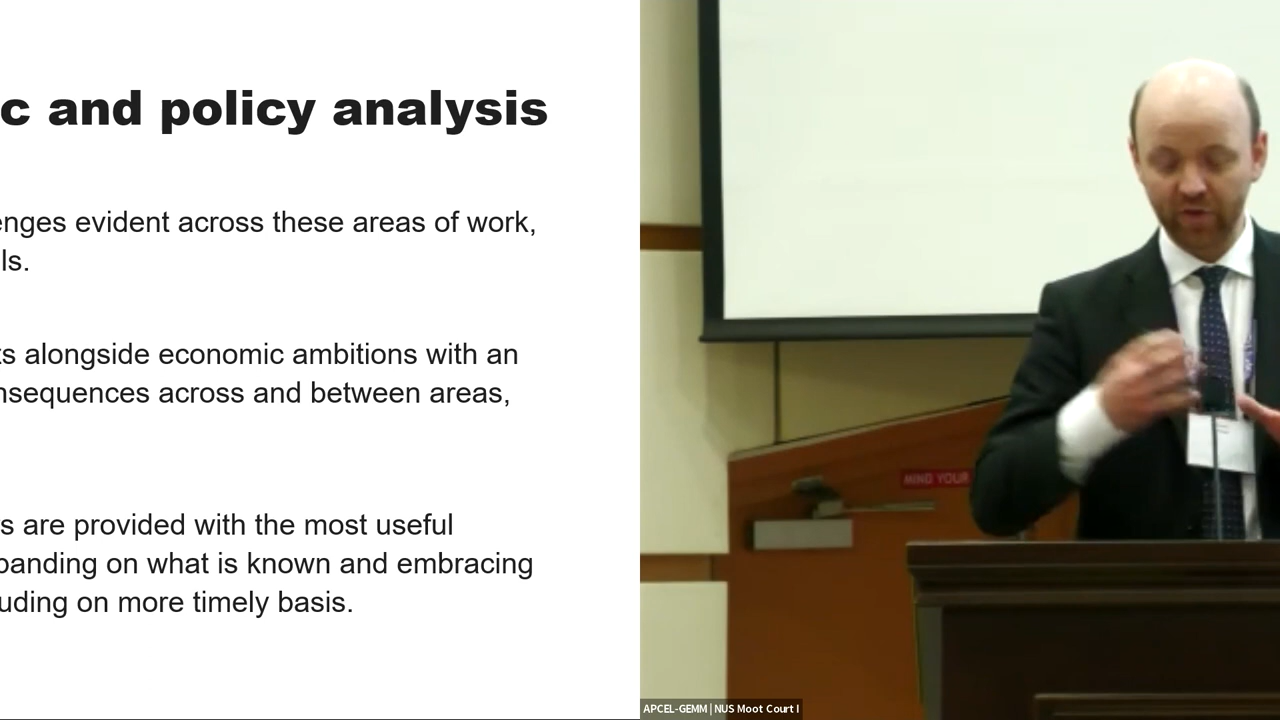 c and policy analysis
enges evident across these areas of work,
ls.
ts alongside economic ambitions with an
nsequences across and between areas,
s are provided with the most useful
panding on what is known and embracing
uding on more timely basis.
MIND YOUR
APCEL-GEMM | NUS Moot Court I